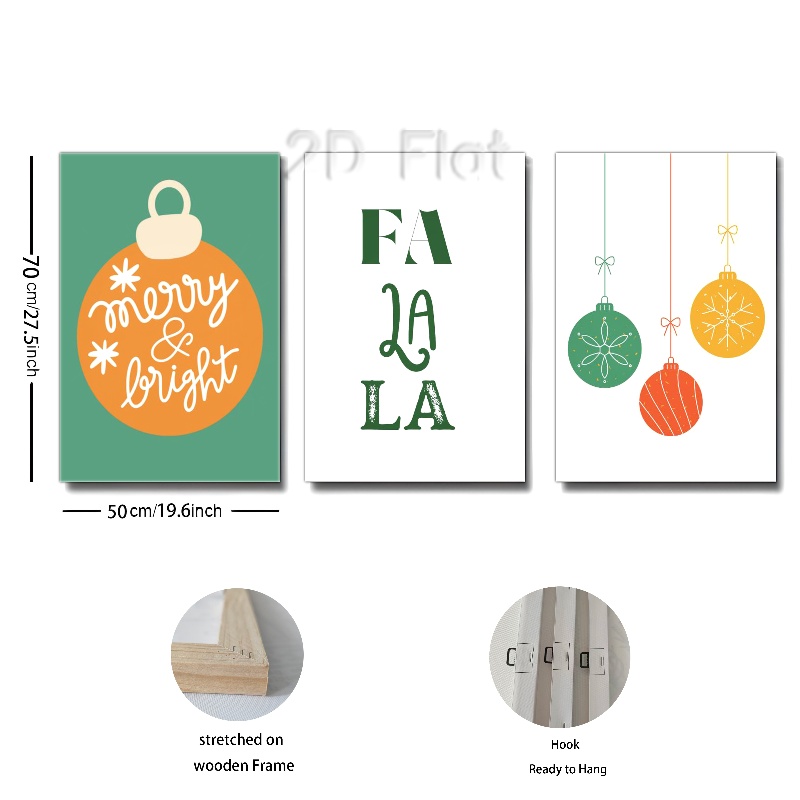 2D Flat
merry
&
bright
FA
LA
LA
70 cm/27.5inch
50cm/19.6inch
stretched on
wooden Frame
Hook
Ready to Hang